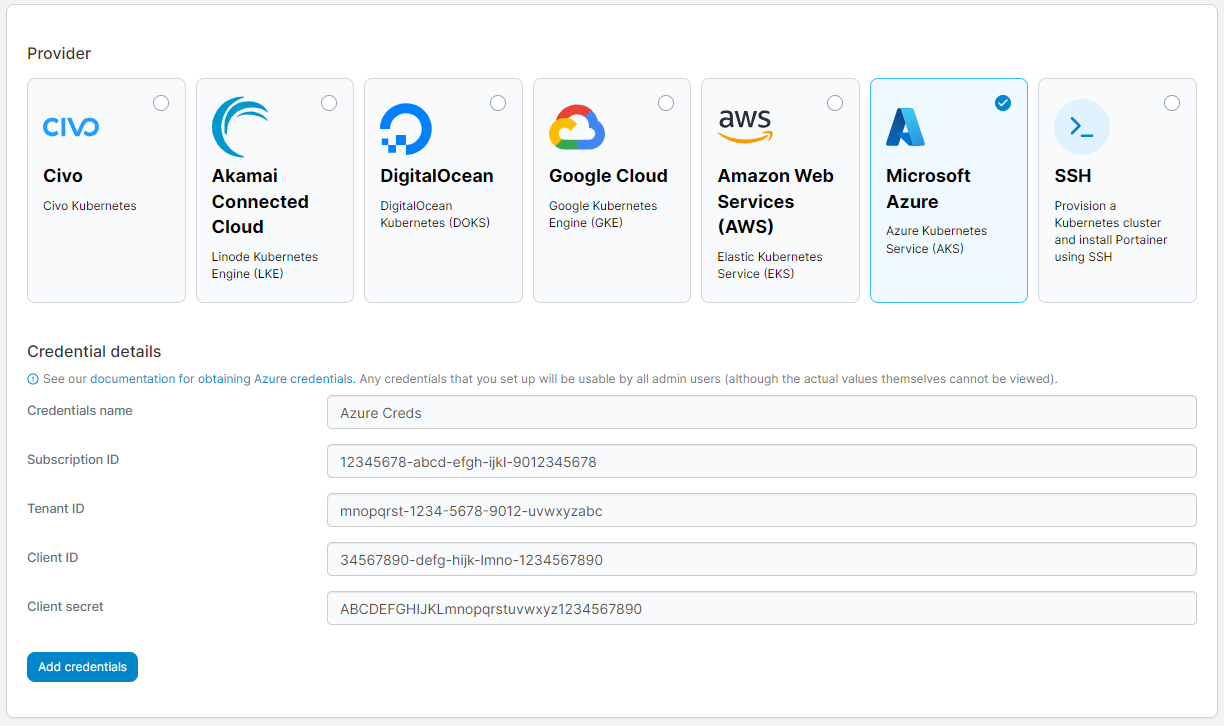 Provider
CIVO
Civo
Civo Kubernetes
Akamai
Connected
Cloud
Linode Kubernetes
Engine (LKE)
DigitalOcean
DigitalOcean
Kubernetes (DOKS)
Google Cloud
Google Kubernetes
Engine (GKE)
aws
Amazon Web
Services
(AWS)
Elastic Kubernetes
Service (EKS)
Microsoft
Azure
Azure Kubernetes
Service (AKS)
SSH
Provision a
Kubernetes cluster
and install Portainer
using SSH
Credential details
See our documentation for obtaining Azure credentials. Any credentials that you set up will be usable by all admin users (although the actual values themselves cannot be viewed).
Credentials name
Azure Creds
Subscription ID
12345678-abcd-efgh-ijkl-9012345678
Tenant ID
mnopqrst-1234-5678-9012-uvwxyzabc
Client ID
34567890-defg-hijk-lmno-1234567890
Client secret
ABCDEFGHIJKLmnopqrstuvwxyz1234567890
Add credentials